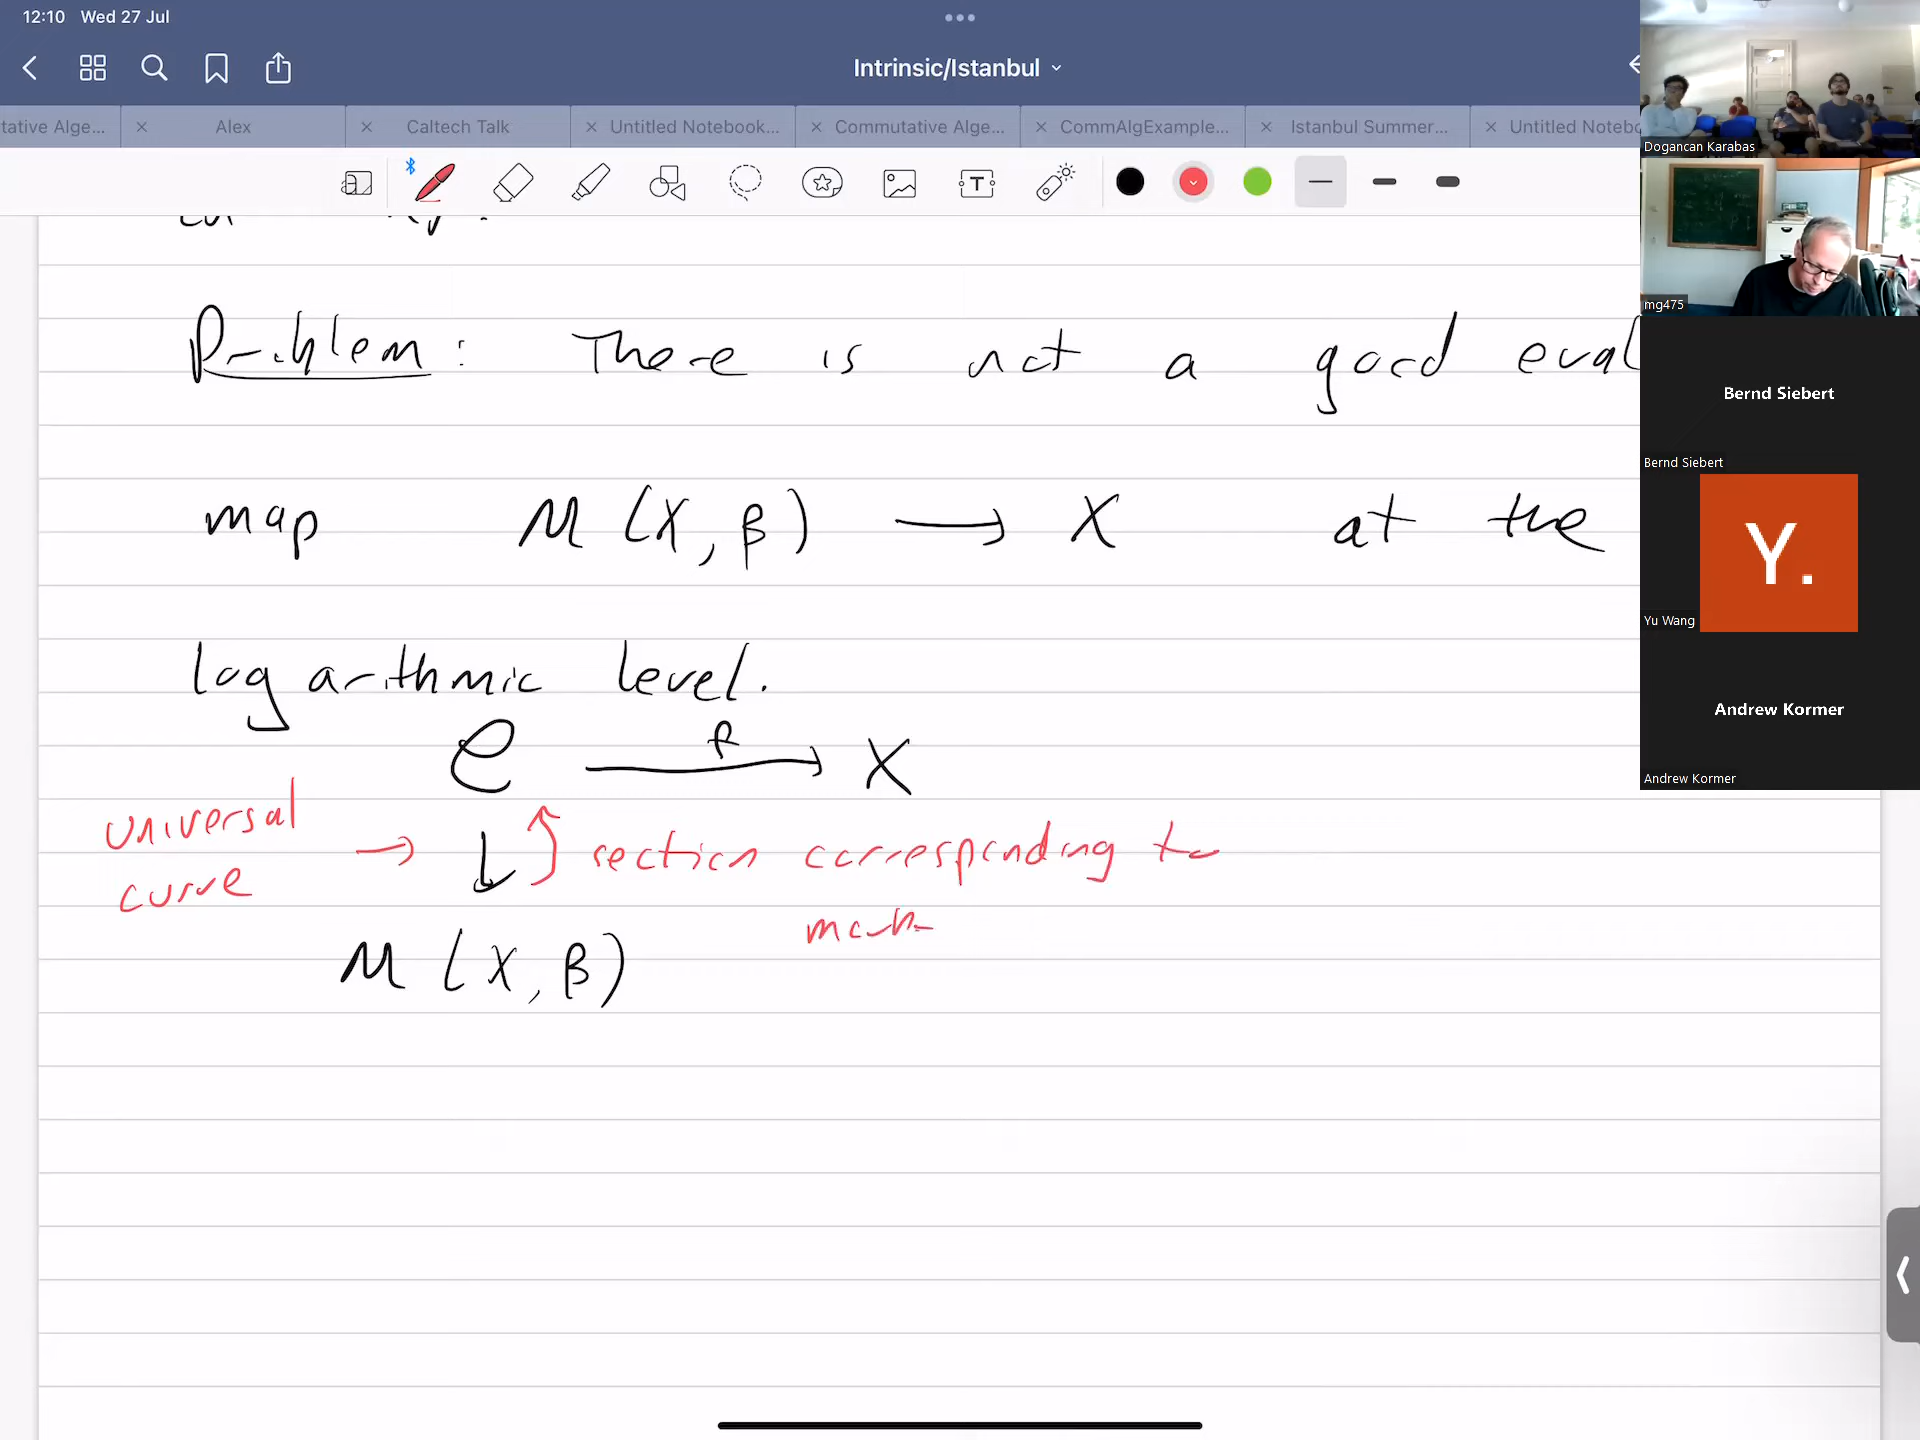 12:10 Wed 27 Jul
Intrinsic/Istanbul
tative Alge...
Alex
Caltech Talk
Untitled Notebook...
Commutative Alge...
CommAlgExample...
Istanbul Summer...
Untitled Notebo
Problem: There is not a good eval
map M(X, β) → X at the
logarithmic level.
C → X
f
universal
curve → ↓ section corresponding to
mark
M(X, β)
Dogancan Karabas
mg475
Bernd Siebert
Bernd Siebert
Y.
Yu Wang
Andrew Kormer
Andrew Kormer